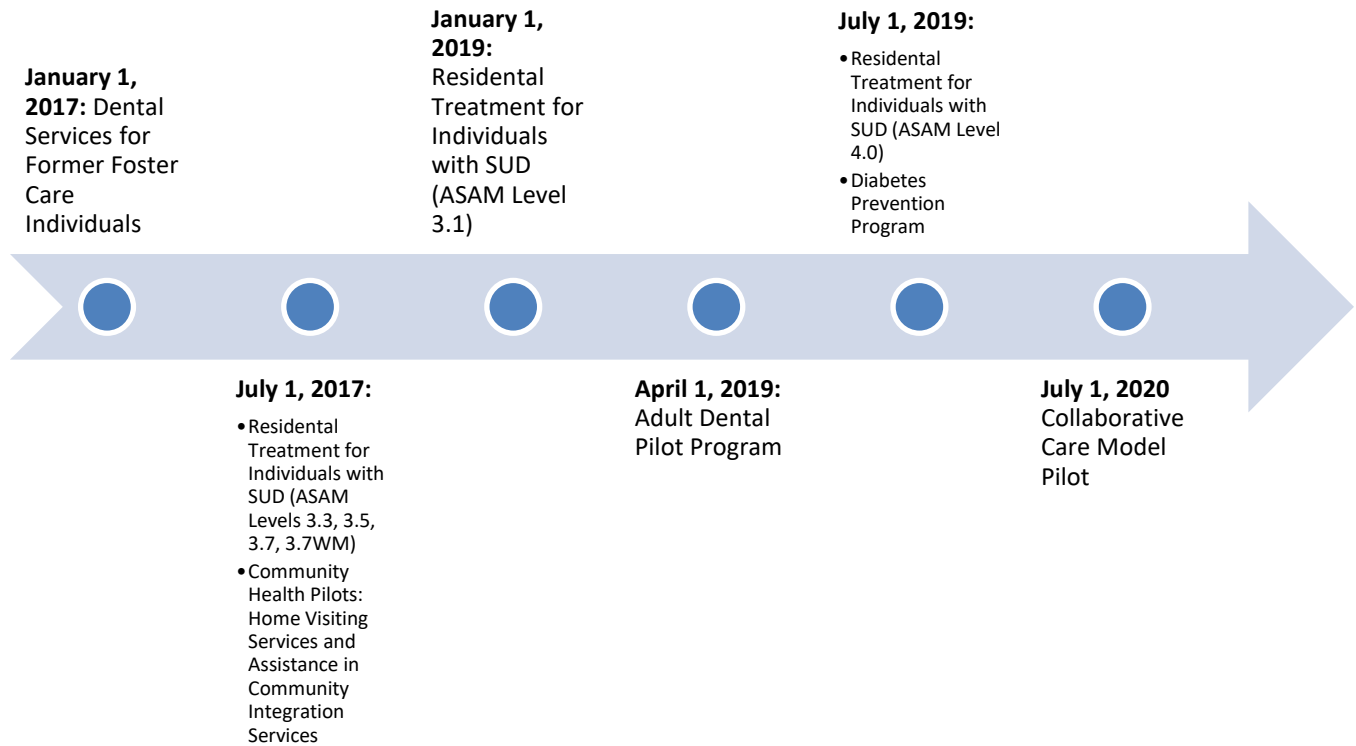 January 1,
2017: Dental
Services for
Former Foster
Care
Individuals
July 1, 2017:
•Residental
Treatment for
Individuals with
SUD (ASAM
Levels 3.3, 3.5,
3.7, 3.7WM)
•Community
Health Pilots:
Home Visiting
Services and
Assistance in
Community
Integration
Services
January 1,
2019:
Residental
Treatment for
Individuals
with SUD
(ASAM Level
3.1)
April 1, 2019:
Adult Dental
Pilot Program
July 1, 2019:
•Residental
Treatment for
Individuals with
SUD (ASAM Level
4.0)
•Diabetes
Prevention
Program
July 1, 2020
Collaborative
Care Model
Pilot